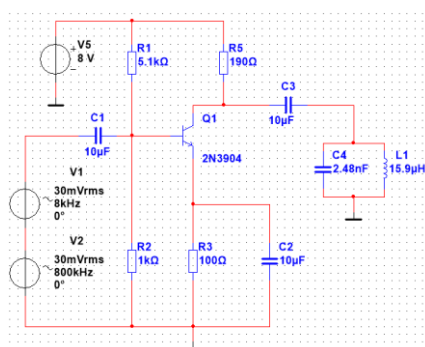 V5
8 V
R1
5.1kΩ
R5
190Ω
C3
10µF
C1
10µF
Q1
2N3904
C4
2.48nF
L1
15.9µH
V1
30mVrms
8kHz
0°
V2
30mVrms
800kHz
0°
R2
1kΩ
R3
100Ω
C2
10µF